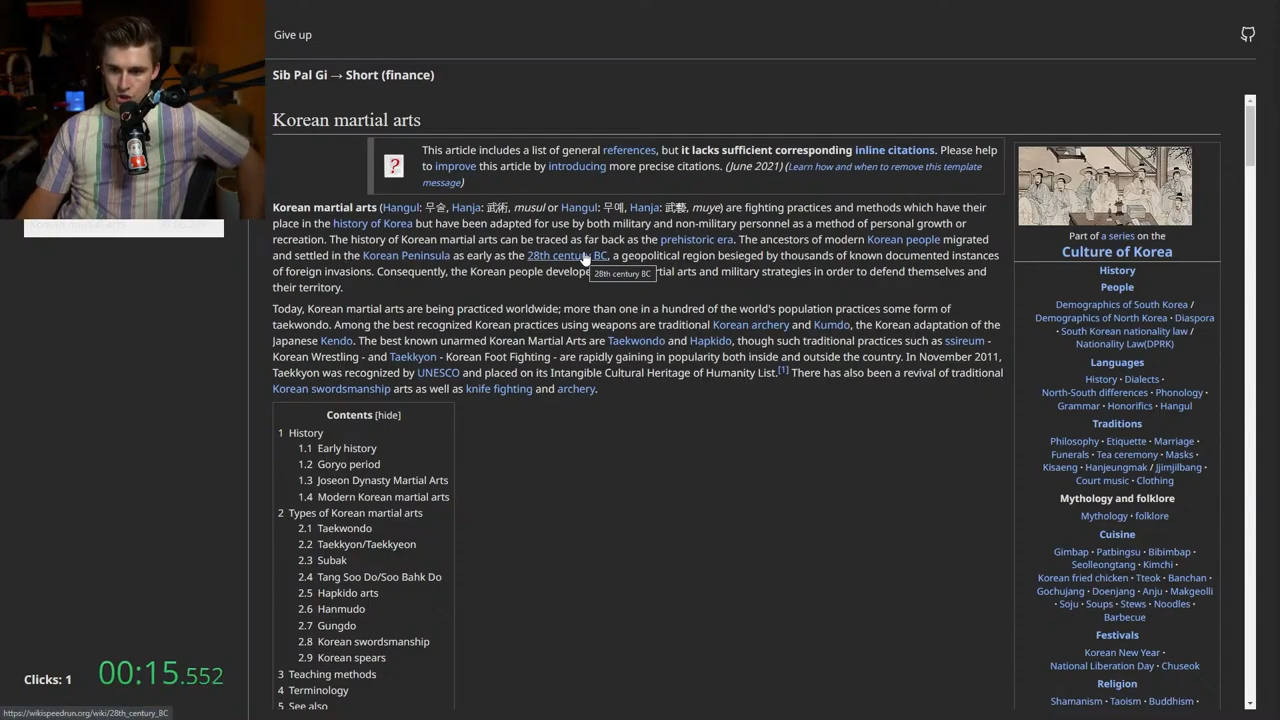 Give up
Sib Pal Gi → Short (finance)
Korean martial arts
This article includes a list of general references, but it lacks sufficient corresponding inline citations. Please help
to improve this article by introducing more precise citations. (June 2021) (Learn how and when to remove this template
message)
Korean martial arts (Hangul: 무술, Hanja: 武術, musul or Hangul: 무예, Hanja: 武藝, muye) are fighting practices and methods which have their
place in the history of Korea but have been adapted for use by both military and non-military personnel as a method of personal growth or
recreation. The history of Korean martial arts can be traced as far back as the prehistoric era. The ancestors of modern Korean people migrated
and settled in the Korean Peninsula as early as the 28th century BC, a geopolitical region besieged by thousands of known documented instances
of foreign invasions. Consequently, the Korean people develope
rtial arts and military strategies in order to defend themselves and
28th century BC
their territory.
Today, Korean martial arts are being practiced worldwide; more than one in a hundred of the world's population practices some form of
taekwondo. Among the best recognized Korean practices using weapons are traditional Korean archery and Kumdo, the Korean adaptation of the
Japanese Kendo. The best known unarmed Korean Martial Arts are Taekwondo and Hapkido, though such traditional practices such as ssireum -
Korean Wrestling - and Taekkyon - Korean Foot Fighting - are rapidly gaining in popularity both inside and outside the country. In November 2011,
Taekkyon was recognized by UNESCO and placed on its Intangible Cultural Heritage of Humanity List.[1] There has also been a revival of traditional
Korean swordsmanship arts as well as knife fighting and archery.
Contents [hide]
1 History
1.1 Early history
1.2 Goryo period
1.3 Joseon Dynasty Martial Arts
1.4 Modern Korean martial arts
2 Types of Korean martial arts
2.1 Taekwondo
2.2 Taekkyon/Taekkyeon
2.3 Subak
2.4 Tang Soo Do/Soo Bahk Do
2.5 Hapkido arts
2.6 Hanmudo
2.7 Gungdo
2.8 Korean swordsmanship
2.9 Korean spears
3 Teaching methods
4 Terminology
5 See also
Part of a series on the
Culture of Korea
History
People
Demographics of South Korea /
Demographics of North Korea · Diaspora
· South Korean nationality law /
Nationality Law(DPRK)
Languages
History · Dialects ·
North-South differences · Phonology ·
Grammar · Honorifics · Hangul
Traditions
Philosophy · Etiquette · Marriage ·
Funerals · Tea ceremony · Masks ·
Kisaeng · Hanjeungmak / Jjimjilbang ·
Court music · Clothing
Mythology and folklore
Mythology · folklore
Cuisine
Gimbap · Patbingsu · Bibimbap ·
Seolleongtang · Kimchi ·
Korean fried chicken · Tteok · Banchan ·
Gochujang · Doenjang · Anju · Makgeolli
· Soju · Soups · Stews · Noodles ·
Barbecue
Festivals
Korean New Year ·
National Liberation Day · Chuseok
Religion
Shamanism · Taoism · Buddhism ·
Clicks: 1
00:15.552
https://wikispeedrun.org/wiki/28th_century_BC